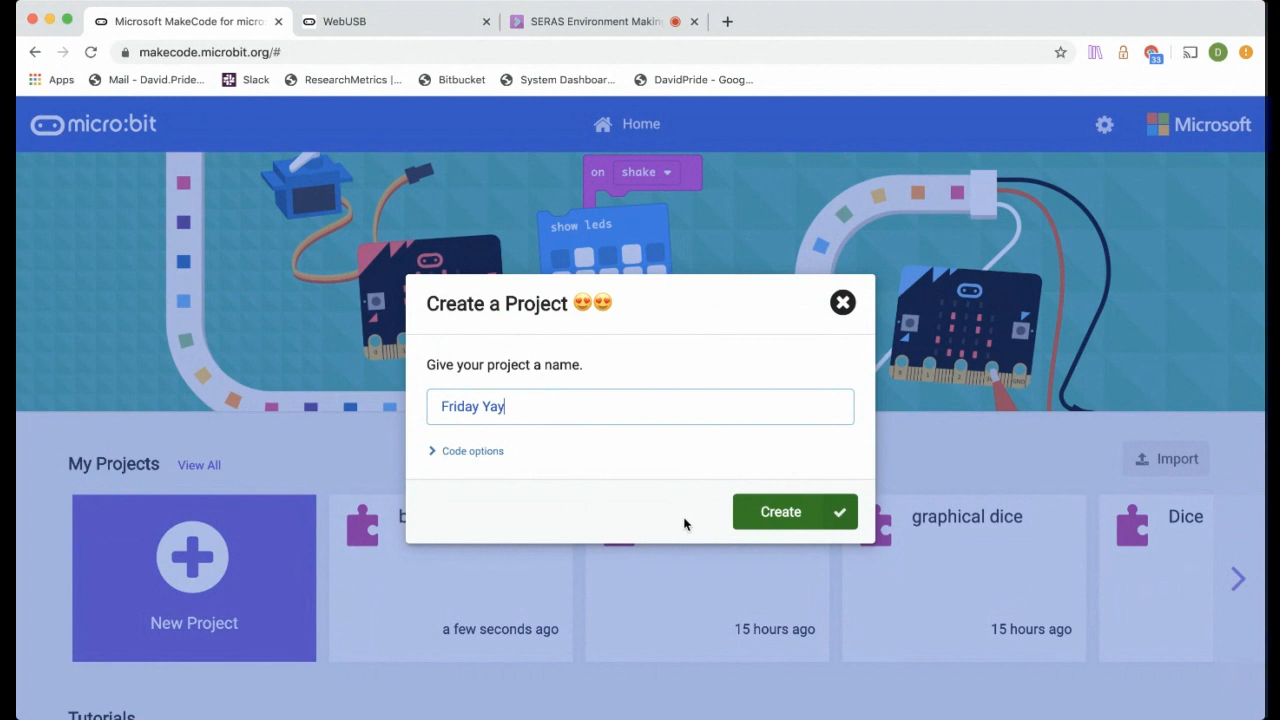 Microsoft MakeCode for micro:
WebUSB
SERAS Environment Making
makecode.microbit.org/#
33
D
Apps
Mail - David.Pride...
Slack
ResearchMetrics |...
Bitbucket
System Dashboar...
DavidPride - Goog...
micro:bit
Home
Microsoft
on shake
show leds
Create a Project 😍😍
Give your project a name.
Friday Yay
Code options
Create
My Projects
View All
Import
New Project
b
a few seconds ago
15 hours ago
graphical dice
15 hours ago
Dice
Tutorials